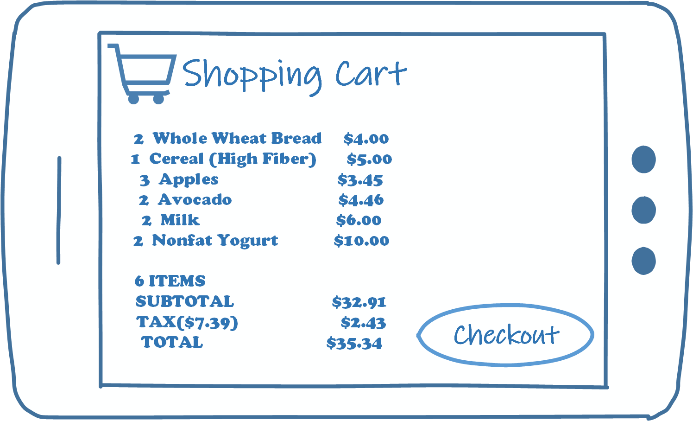 Shopping Cart
2 Whole Wheat Bread $4.00
1 Cereal (High Fiber) $5.00
3 Apples $3.45
2 Avocado $4.46
2 Milk $6.00
2 Nonfat Yogurt $10.00
6 ITEMS
SUBTOTAL $32.91
TAX($7.39) $2.43
TOTAL $35.34
Checkout